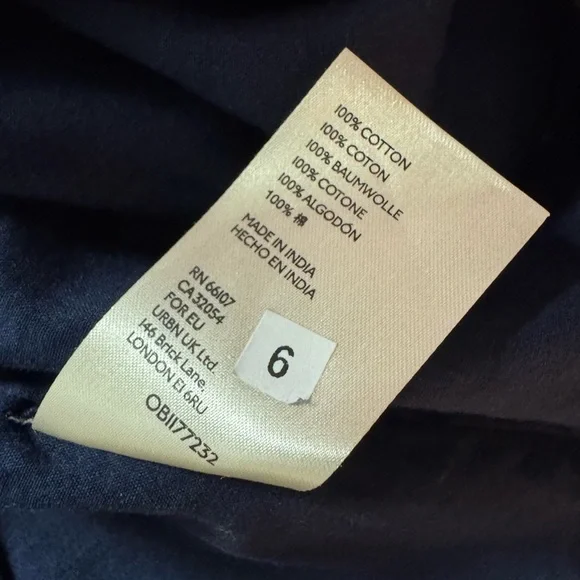 100% COTTON
100% COTON
100% BAUMWOLLE
100% COTONE
100% ALGODÓN
100% 棉
MADE IN INDIA
HECHO EN INDIA
RN 66107
CA 32054
FOR EU
URBN UK Ltd.
146 Brick Lane,
LONDON E1 6RU
OB1177232
6